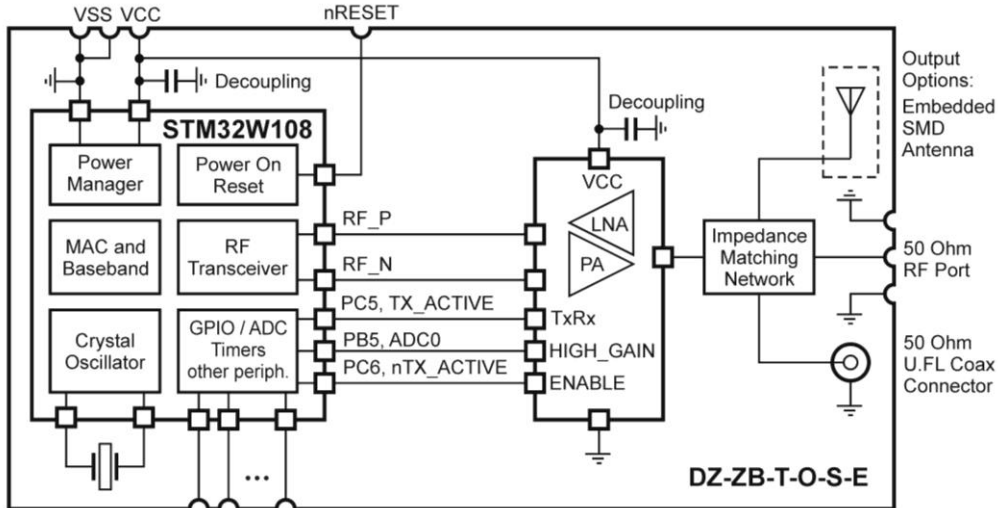 VSS VCC
nRESET
Decoupling
STM32W108
Power
Manager
Power On
Reset
MAC and
Baseband
RF
Transceiver
Crystal
Oscillator
GPIO / ADC
Timers
other periph.
...
RF_P
RF_N
PC5, TX_ACTIVE
PB5, ADC0
PC6, nTX_ACTIVE
Decoupling
VCC
LNA
PA
TxRx
HIGH_GAIN
ENABLE
Impedance
Matching
Network
Output
Options:
Embedded
SMD
Antenna
50 Ohm
RF Port
50 Ohm
U.FL Coax
Connector
DZ-ZB-T-O-S-E